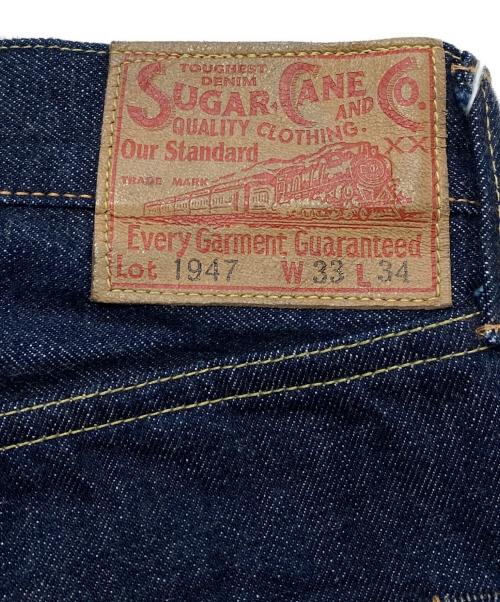 TOUGHEST
DENIM
SUGAR CANE CO.
AND
QUALITY CLOTHING.
Our Standard XX
TRADE MARK
Every Garment Guaranteed
Lot 1947 W 33 L 34